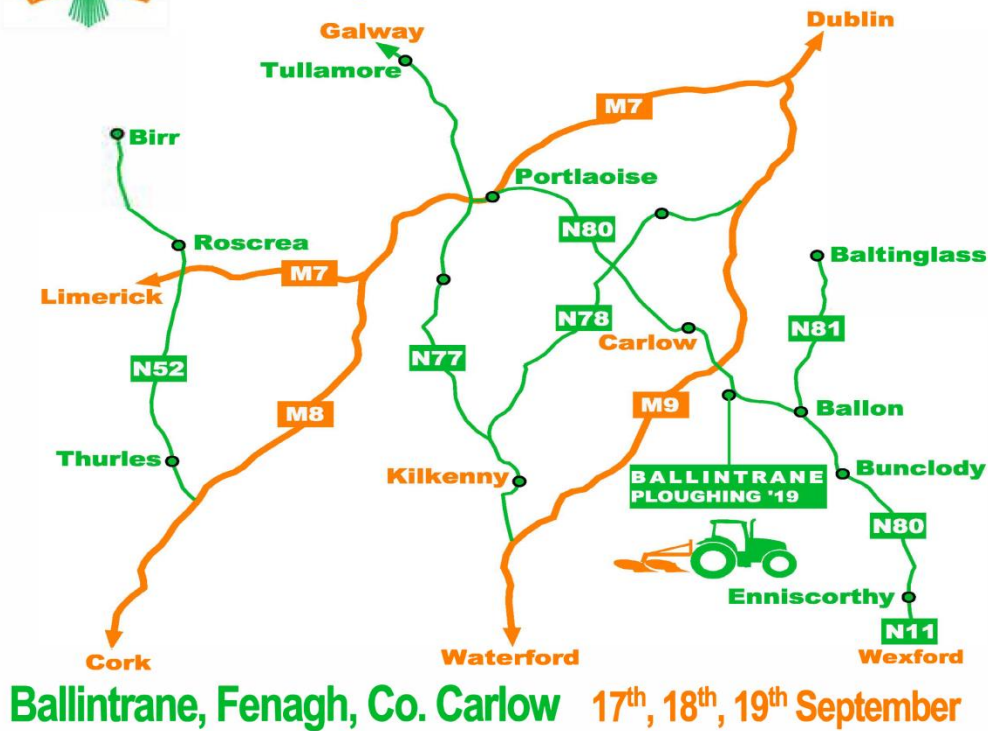 Dublin
Galway
Tullamore
M7
Birr
Portlaoise
N80
Roscrea
Baltinglass
M7
Limerick
N78
N81
Carlow
N77
N52
M8
M9
Ballon
Thurles
Kilkenny
BALLINTRANE
PLOUGHING '19
Bunclody
N80
Enniscorthy
N11
Cork
Waterford
Wexford
Ballintrane, Fenagh, Co. Carlow 17th, 18th, 19th September